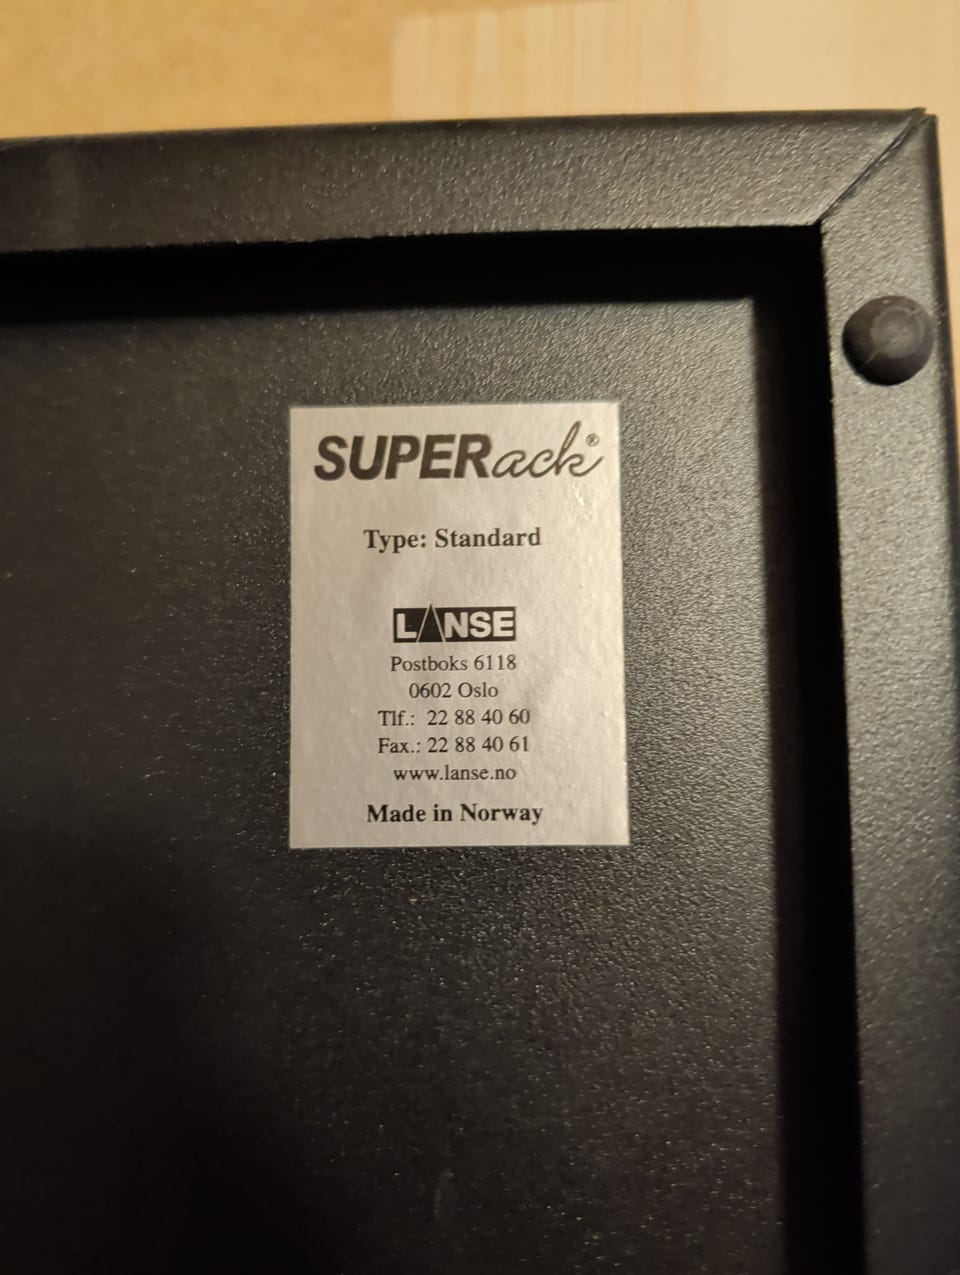 SUPERack®
Type: Standard
LANSE
Postboks 6118
0602 Oslo
Tlf.: 22 88 40 60
Fax.: 22 88 40 61
www.lanse.no
Made in Norway